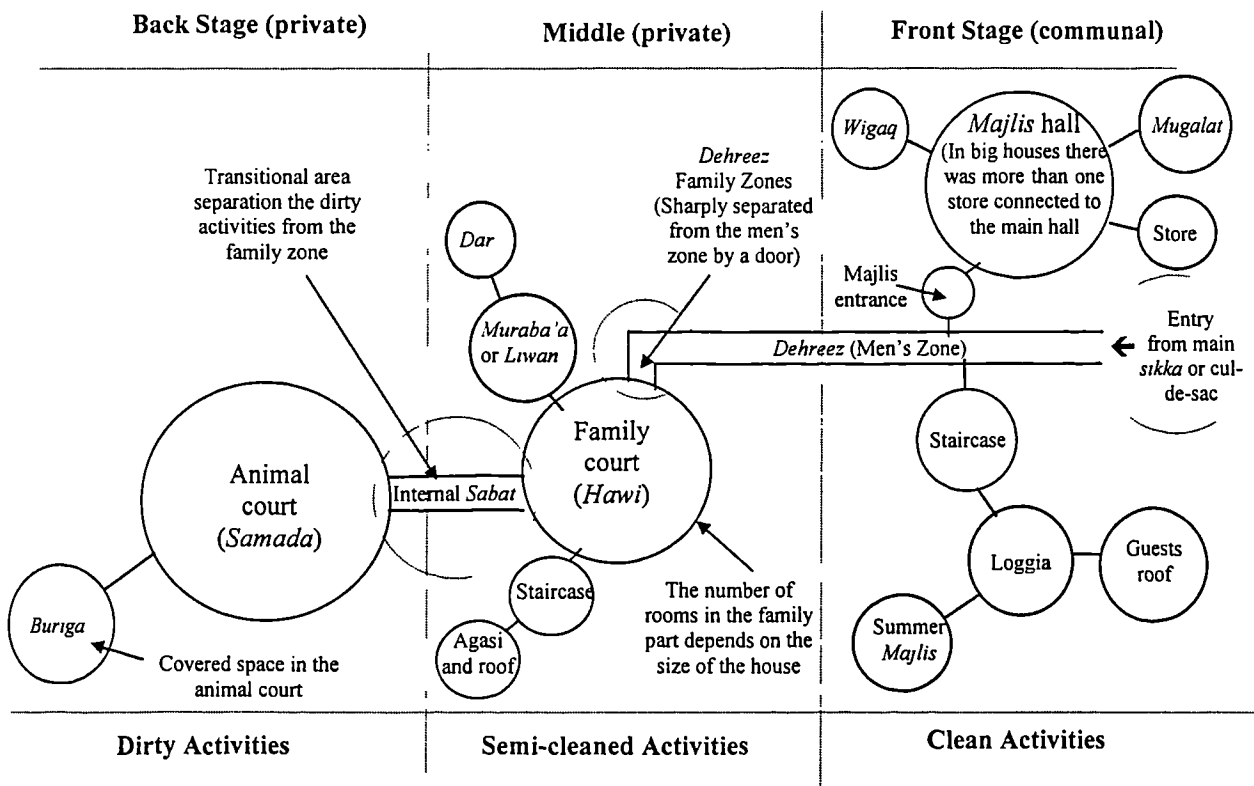 Back Stage (private)
Middle (private)
Front Stage (communal)
Transitional area
separation the dirty
activities from the
family zone
Animal
court
(Samada)
Burıga
Covered space in the
animal court
Internal Sabat
Dar
Muraba'a
or Lıwan
Dehreez
Family Zones
(Sharply separated
from the men's
zone by a door)
Family
court
(Hawi)
Staircase
Agasi
and roof
The number of
rooms in the family
part depends on the
size of the house
Wigaq
Majlis hall
(In big houses there
was more than one
store connected to
the main hall
Mugalat
Store
Majlis
entrance
Dehreez (Men's Zone)
Entry
from main
sıkka or cul-
de-sac
Staircase
Loggia
Guests
roof
Summer
Majlis
Dirty Activities
Semi-cleaned Activities
Clean Activities